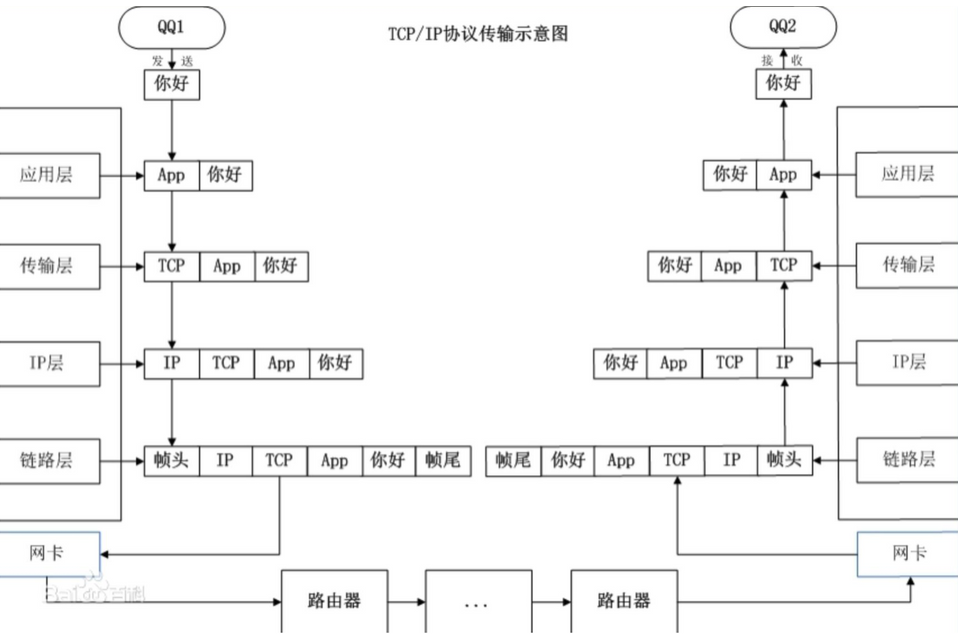 QQ1
TCP/IP协议传输示意图
QQ2
发 送
接 收
你好
你好
应用层
App 你好
你好 App
应用层
传输层
TCP App 你好
你好 App TCP
传输层
IP层
IP TCP App 你好
你好 App TCP IP
IP层
链路层
帧头 IP TCP App 你好 帧尾
帧尾 你好 App TCP IP 帧头
链路层
网卡
网卡
Bai 百科
路由器
...
路由器